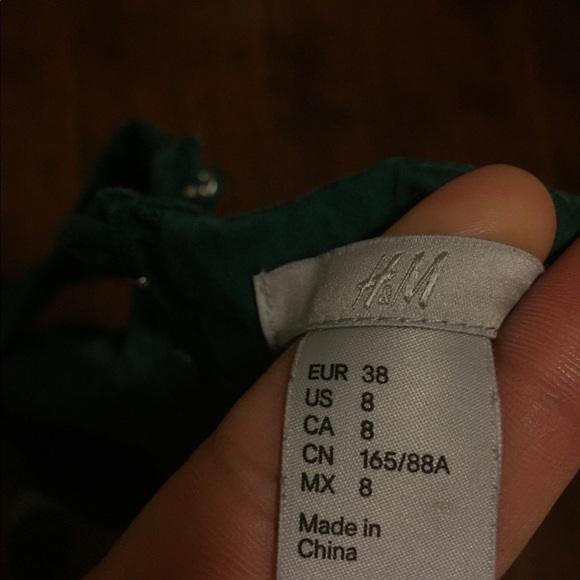 H&M
EUR 38
US 8
CA 8
CN 165/88A
MX 8
Made in
China